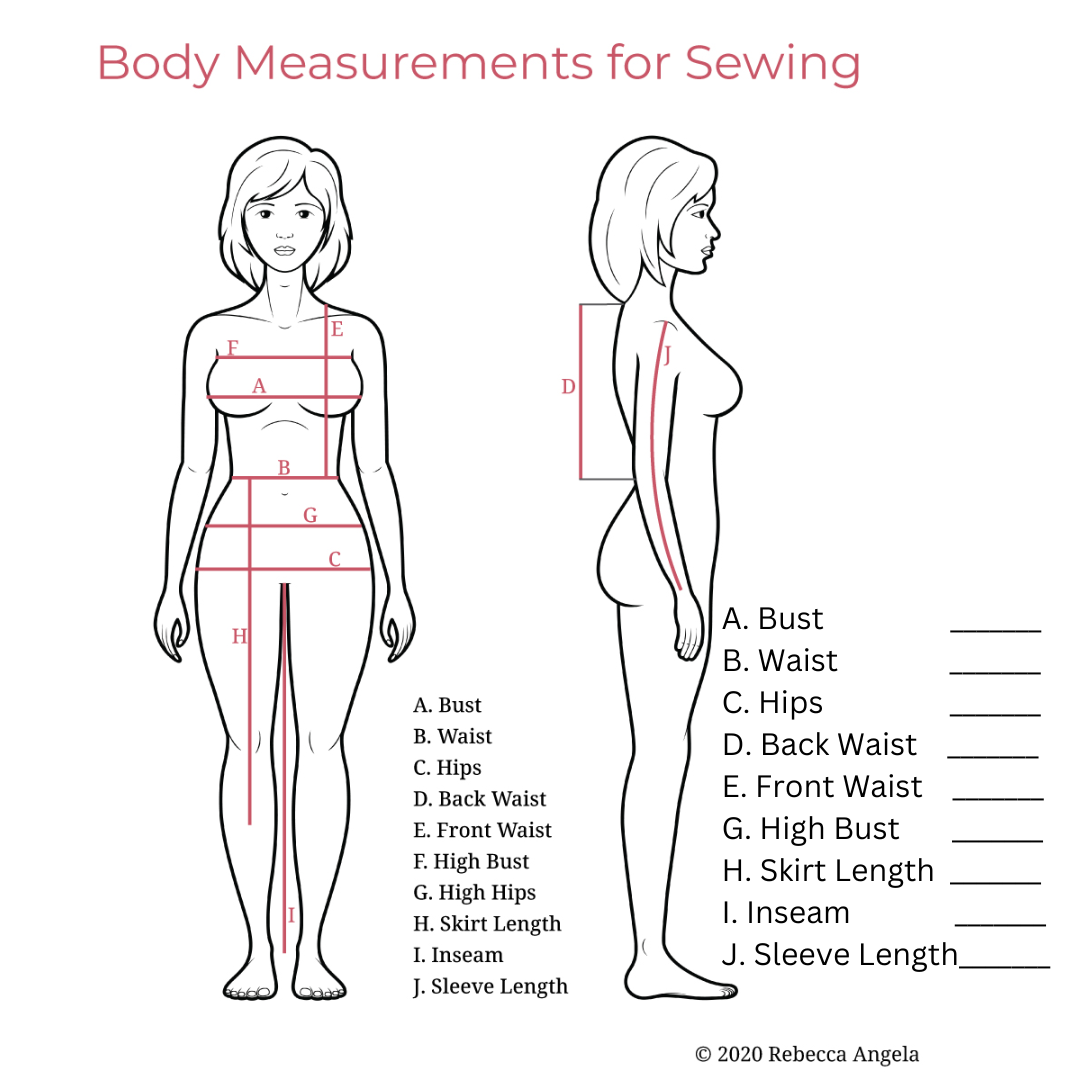 Body Measurements for Sewing
E
F
A
B
G
C
H
I
D
J
A. Bust
B. Waist
C. Hips
D. Back Waist
E. Front Waist
F. High Bust
G. High Hips
H. Skirt Length
I. Inseam
J. Sleeve Length
A. Bust ______
B. Waist ______
C. Hips ______
D. Back Waist ______
E. Front Waist ______
G. High Bust ______
H. Skirt Length ______
I. Inseam ______
J. Sleeve Length______
© 2020 Rebecca Angela